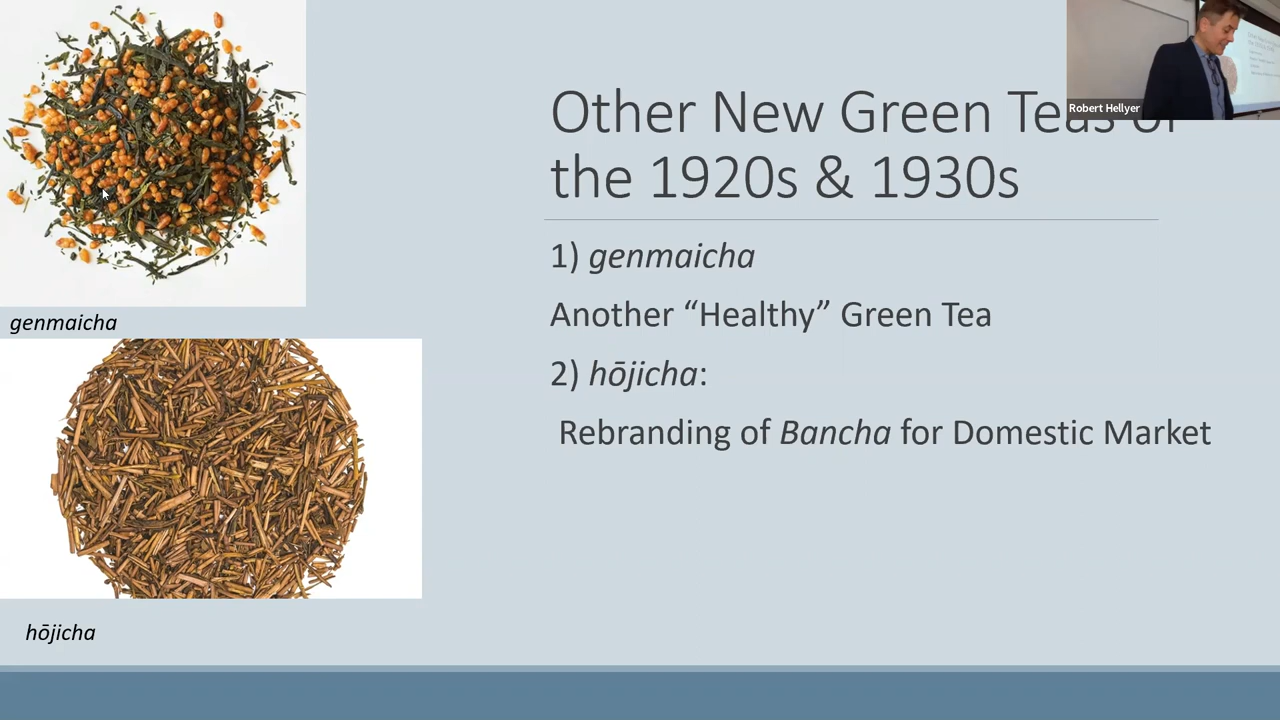 Other New Green Teas of
the 1920s & 1930s
Robert Hellyer
1) genmaicha
Another “Healthy” Green Tea
2) hōjicha:
Rebranding of Bancha for Domestic Market
genmaicha
hōjicha